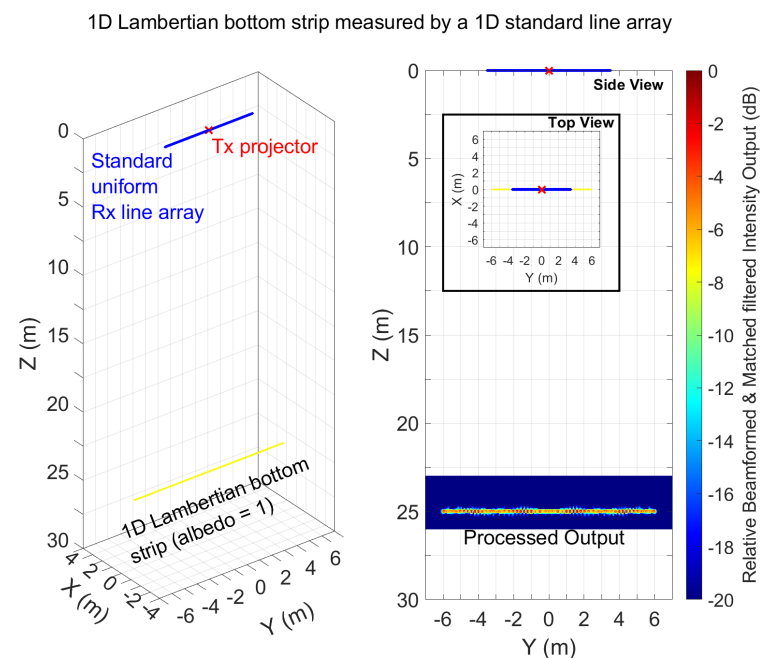 1D Lambertian bottom strip measured by a 1D standard line array
0
5
10
15
20
25
30
Z (m)
Standard
uniform
Rx line array
Tx projector
1D Lambertian bottom
strip (albedo = 1)
4
2
0
-2
-4
X (m)
-6
-4
-2
0
2
4
6
Y (m)
0
5
10
15
20
25
30
Z (m)
Side View
Top View
6
4
2
0
-2
-4
-6
X (m)
-6 -4 -2 0 2 4 6
Y (m)
Processed Output
-6 -4 -2 0 2 4 6
Y (m)
0
-2
-4
-6
-8
-10
-12
-14
-16
-18
-20
Relative Beamformed & Matched filtered Intensity Output (dB)